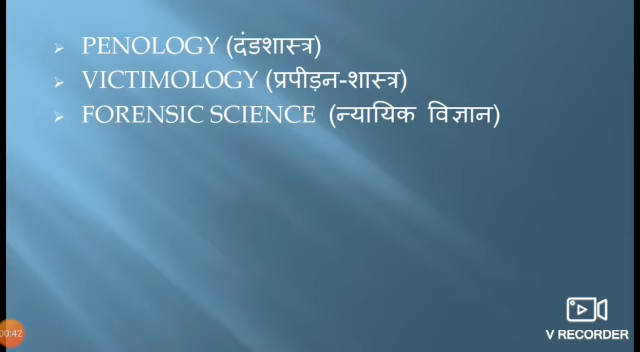 PENOLOGY (दंडशास्त्र)
VICTIMOLOGY (प्रपीड़न-शास्त्र)
FORENSIC SCIENCE (न्यायिक विज्ञान)
V RECORDER
00:42